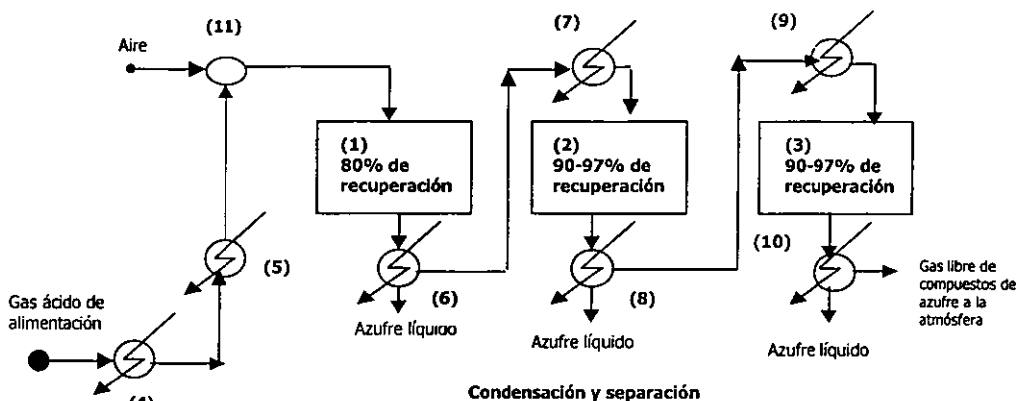 (11)
Aire
(7)
(9)
(1)
80% de
recuperación
(2)
90-97% de
recuperación
(3)
90-97% de
recuperación
(5)
(6)
Azufre líquido
(8)
Azufre líquido
(10)
Gas libre de
compuestos de
azufre a la
atmósfera
Azufre líquido
Gas ácido de
alimentación
(4)
Condensación y separación